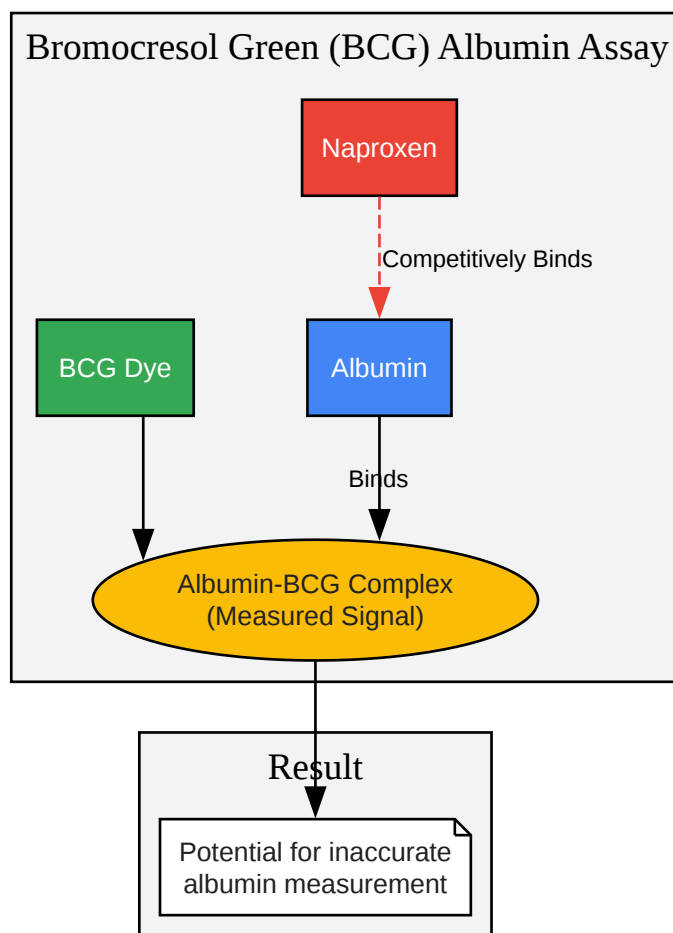 Bromocresol Green (BCG) Albumin Assay
Naproxen
Competitively Binds
BCG Dye
Albumin
Binds
Albumin-BCG Complex
(Measured Signal)
Result
Potential for inaccurate
albumin measurement